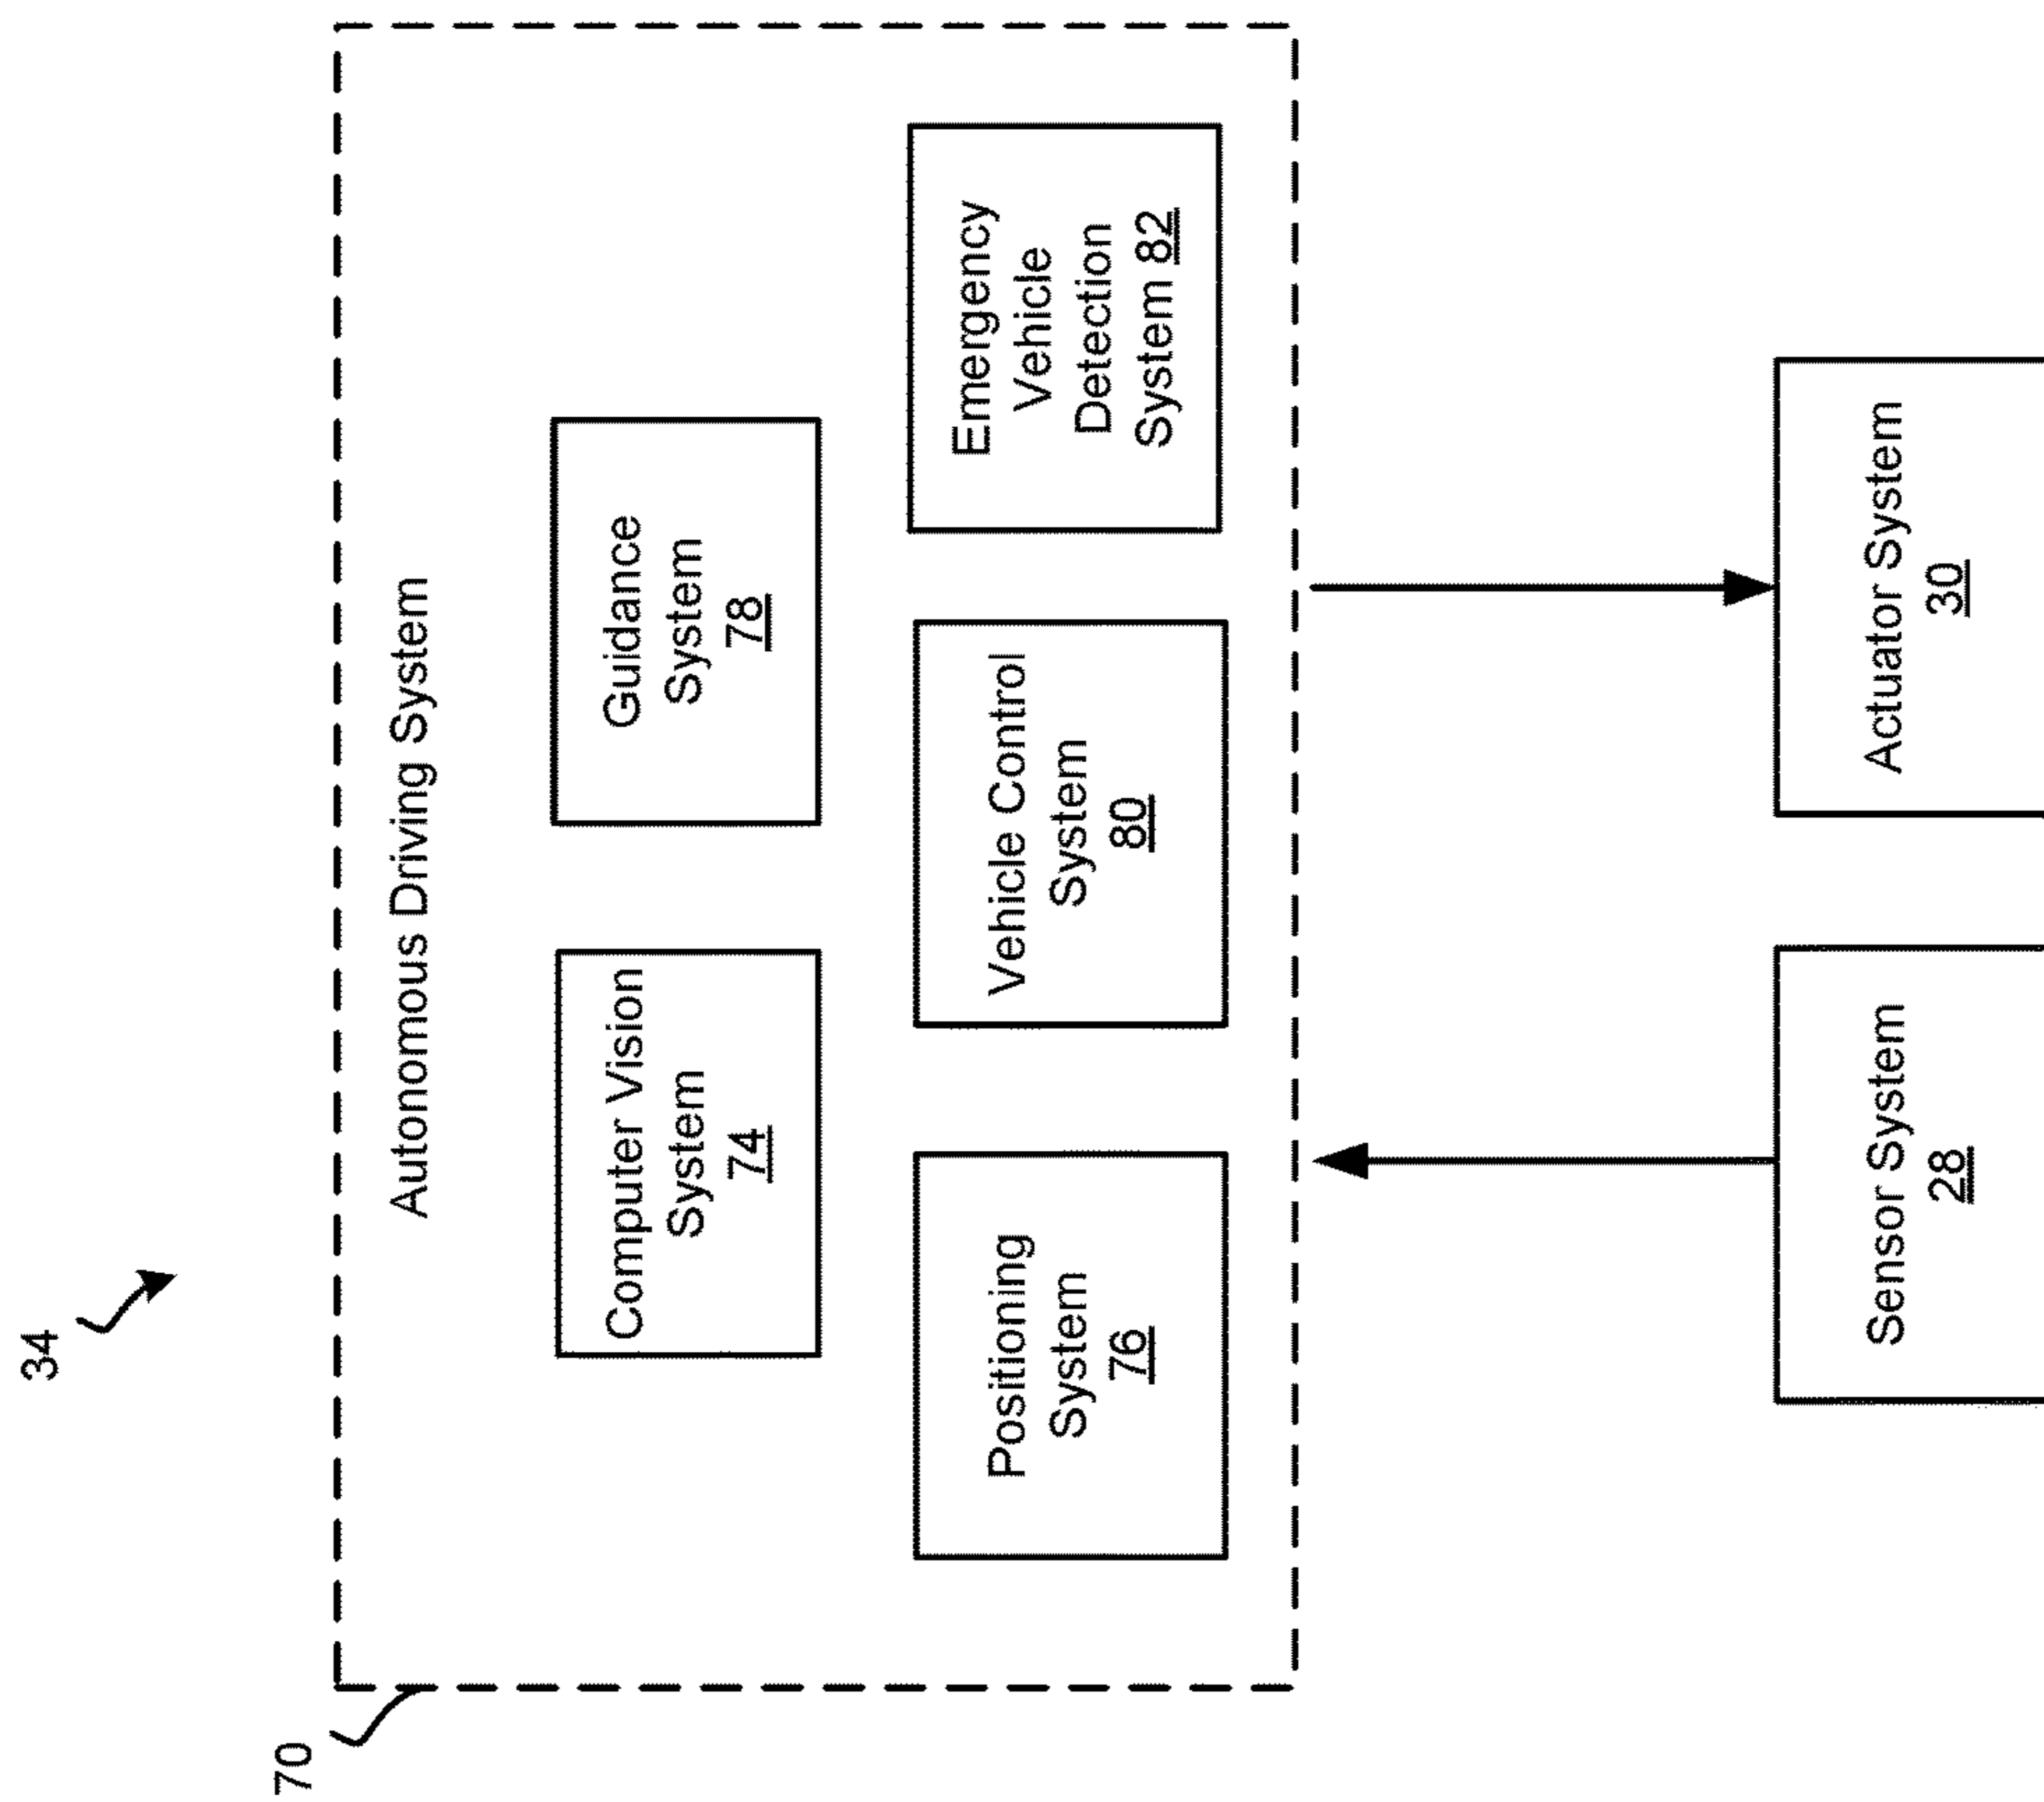 34
70
Autonomous Driving System
Computer Vision
System
74
Guidance
System
78
Positioning
System
76
Vehicle Control
System
80
Emergency
Vehicle
Detection
System 82
Sensor System
28
Actuator System
30